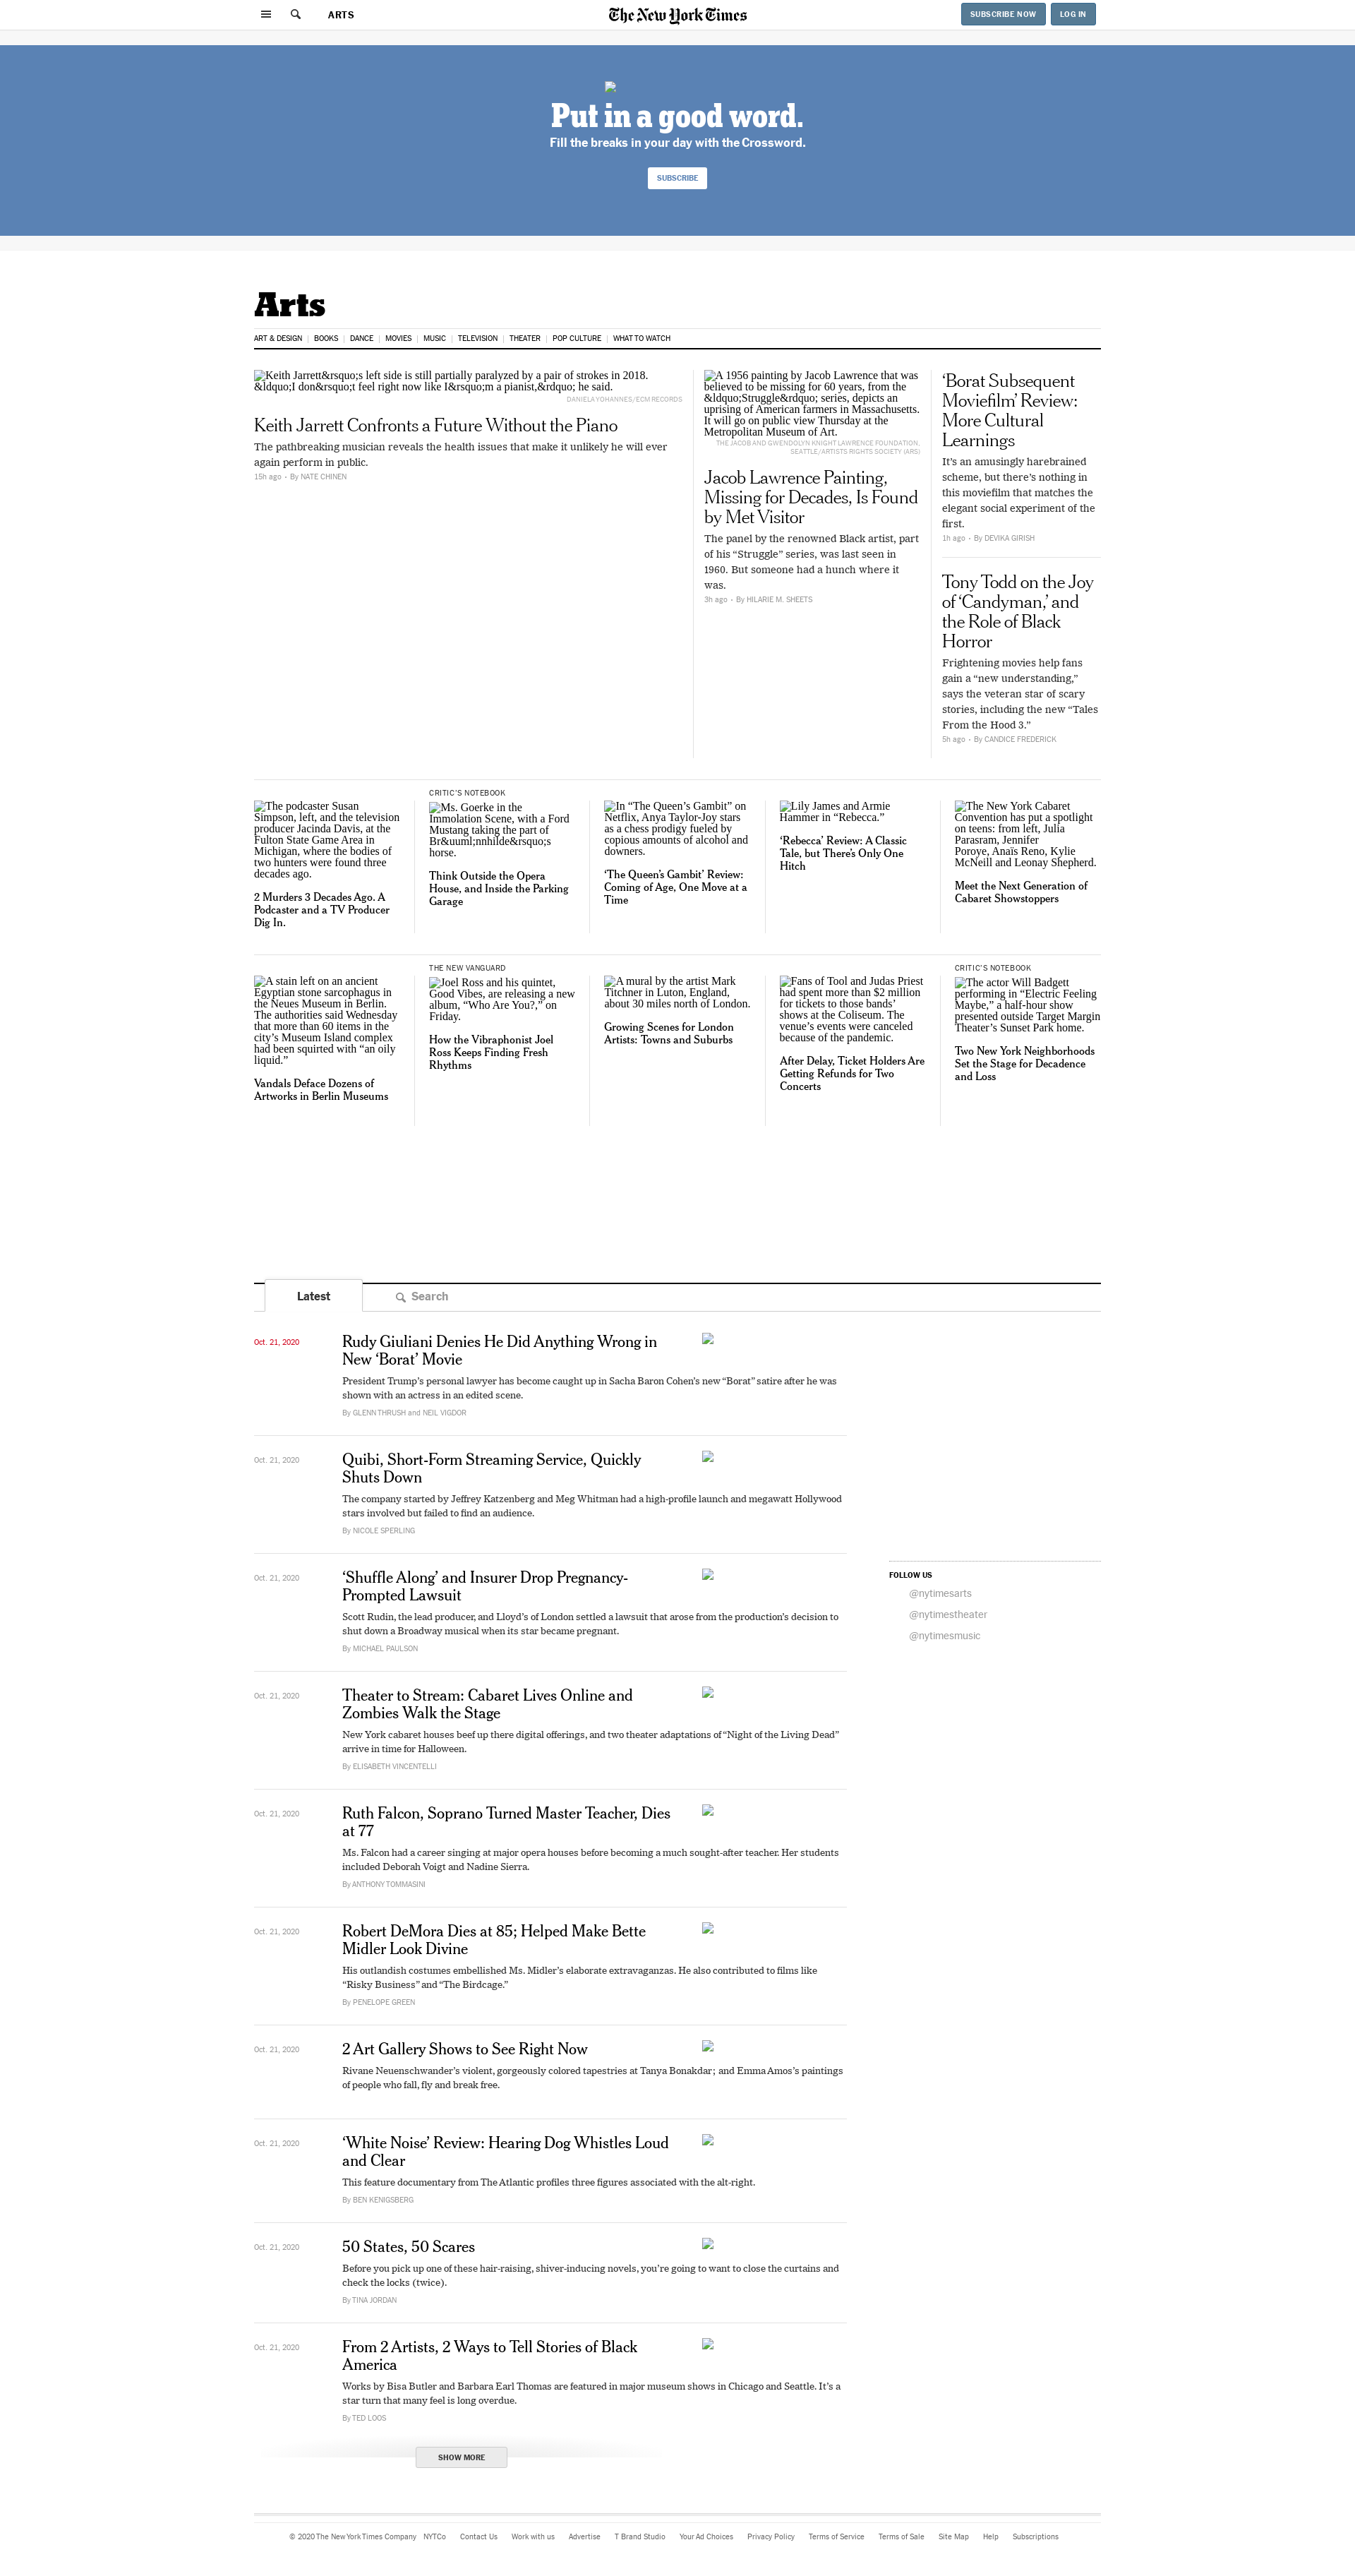 ARTS
The New York Times
SUBSCRIBE NOW
LOG IN
Put in a good word.
Fill the breaks in your day with the Crossword.
SUBSCRIBE
Arts
ART & DESIGN | BOOKS | DANCE | MOVIES | MUSIC | TELEVISION | THEATER | POP CULTURE | WHAT TO WATCH
Keith Jarrett&rsquo;s left side is still partially paralyzed by a pair of strokes in 2018.
&ldquo;I don&rsquo;t feel right now like I&rsquo;m a pianist,&rdquo; he said.
DANIELA YOHANNES/ECM RECORDS
Keith Jarrett Confronts a Future Without the Piano
The pathbreaking musician reveals the health issues that make it unlikely he will ever
again perform in public.
15h ago • By NATE CHINEN
A 1956 painting by Jacob Lawrence that was
believed to be missing for 60 years, from the
&ldquo;Struggle&rdquo; series, depicts an
uprising of American farmers in Massachusetts.
It will go on public view Thursday at the
Metropolitan Museum of Art.
THE JACOB AND GWENDOLYN KNIGHT LAWRENCE FOUNDATION,
SEATTLE/ARTISTS RIGHTS SOCIETY (ARS)
Jacob Lawrence Painting,
Missing for Decades, Is Found
by Met Visitor
The panel by the renowned Black artist, part
of his “Struggle” series, was last seen in
1960. But someone had a hunch where it
was.
3h ago • By HILARIE M. SHEETS
‘Borat Subsequent
Moviefilm’ Review:
More Cultural
Learnings
It’s an amusingly harebrained
scheme, but there’s nothing in
this moviefilm that matches the
elegant social experiment of the
first.
1h ago • By DEVIKA GIRISH
Tony Todd on the Joy
of ‘Candyman,’ and
the Role of Black
Horror
Frightening movies help fans
gain a “new understanding,”
says the veteran star of scary
stories, including the new “Tales
From the Hood 3.”
5h ago • By CANDICE FREDERICK
The podcaster Susan
Simpson, left, and the television
producer Jacinda Davis, at the
Fulton State Game Area in
Michigan, where the bodies of
two hunters were found three
decades ago.
2 Murders 3 Decades Ago. A
Podcaster and a TV Producer
Dig In.
CRITIC’S NOTEBOOK
Ms. Goerke in the
Immolation Scene, with a Ford
Mustang taking the part of
Br&uuml;nnhilde&rsquo;s
horse.
Think Outside the Opera
House, and Inside the Parking
Garage
In “The Queen’s Gambit” on
Netflix, Anya Taylor-Joy stars
as a chess prodigy fueled by
copious amounts of alcohol and
downers.
‘The Queen’s Gambit’ Review:
Coming of Age, One Move at a
Time
Lily James and Armie
Hammer in “Rebecca.”
‘Rebecca’ Review: A Classic
Tale, but There’s Only One
Hitch
The New York Cabaret
Convention has put a spotlight
on teens: from left, Julia
Parasram, Jennifer
Poroye, Anaïs Reno, Kylie
McNeill and Leonay Shepherd.
Meet the Next Generation of
Cabaret Showstoppers
A stain left on an ancient
Egyptian stone sarcophagus in
the Neues Museum in Berlin.
The authorities said Wednesday
that more than 60 items in the
city’s Museum Island complex
had been squirted with “an oily
liquid.”
Vandals Deface Dozens of
Artworks in Berlin Museums
THE NEW VANGUARD
Joel Ross and his quintet,
Good Vibes, are releasing a new
album, “Who Are You?,” on
Friday.
How the Vibraphonist Joel
Ross Keeps Finding Fresh
Rhythms
A mural by the artist Mark
Titchner in Luton, England,
about 30 miles north of London.
Growing Scenes for London
Artists: Towns and Suburbs
Fans of Tool and Judas Priest
had spent more than $2 million
for tickets to those bands’
shows at the Coliseum. The
venue’s events were canceled
because of the pandemic.
After Delay, Ticket Holders Are
Getting Refunds for Two
Concerts
CRITIC’S NOTEBOOK
The actor Will Badgett
performing in “Electric Feeling
Maybe,” a half-hour show
presented outside Target Margin
Theater’s Sunset Park home.
Two New York Neighborhoods
Set the Stage for Decadence
and Loss
Latest
Search
Oct. 21, 2020
Rudy Giuliani Denies He Did Anything Wrong in
New ‘Borat’ Movie
President Trump’s personal lawyer has become caught up in Sacha Baron Cohen’s new “Borat” satire after he was
shown with an actress in an edited scene.
By GLENN THRUSH and NEIL VIGDOR
Oct. 21, 2020
Quibi, Short-Form Streaming Service, Quickly
Shuts Down
The company started by Jeffrey Katzenberg and Meg Whitman had a high-profile launch and megawatt Hollywood
stars involved but failed to find an audience.
By NICOLE SPERLING
Oct. 21, 2020
‘Shuffle Along’ and Insurer Drop Pregnancy-
Prompted Lawsuit
Scott Rudin, the lead producer, and Lloyd’s of London settled a lawsuit that arose from the production’s decision to
shut down a Broadway musical when its star became pregnant.
By MICHAEL PAULSON
FOLLOW US
@nytimesarts
@nytimestheater
@nytimesmusic
Oct. 21, 2020
Theater to Stream: Cabaret Lives Online and
Zombies Walk the Stage
New York cabaret houses beef up there digital offerings, and two theater adaptations of “Night of the Living Dead”
arrive in time for Halloween.
By ELISABETH VINCENTELLI
Oct. 21, 2020
Ruth Falcon, Soprano Turned Master Teacher, Dies
at 77
Ms. Falcon had a career singing at major opera houses before becoming a much sought-after teacher. Her students
included Deborah Voigt and Nadine Sierra.
By ANTHONY TOMMASINI
Oct. 21, 2020
Robert DeMora Dies at 85; Helped Make Bette
Midler Look Divine
His outlandish costumes embellished Ms. Midler’s elaborate extravaganzas. He also contributed to films like
“Risky Business” and “The Birdcage.”
By PENELOPE GREEN
Oct. 21, 2020
2 Art Gallery Shows to See Right Now
Rivane Neuenschwander’s violent, gorgeously colored tapestries at Tanya Bonakdar; and Emma Amos’s paintings
of people who fall, fly and break free.
Oct. 21, 2020
‘White Noise’ Review: Hearing Dog Whistles Loud
and Clear
This feature documentary from The Atlantic profiles three figures associated with the alt-right.
By BEN KENIGSBERG
Oct. 21, 2020
50 States, 50 Scares
Before you pick up one of these hair-raising, shiver-inducing novels, you’re going to want to close the curtains and
check the locks (twice).
By TINA JORDAN
Oct. 21, 2020
From 2 Artists, 2 Ways to Tell Stories of Black
America
Works by Bisa Butler and Barbara Earl Thomas are featured in major museum shows in Chicago and Seattle. It’s a
star turn that many feel is long overdue.
By TED LOOS
SHOW MORE
© 2020 The New York Times Company NYTCo Contact Us Work with us Advertise T Brand Studio Your Ad Choices Privacy Policy Terms of Service Terms of Sale Site Map Help Subscriptions